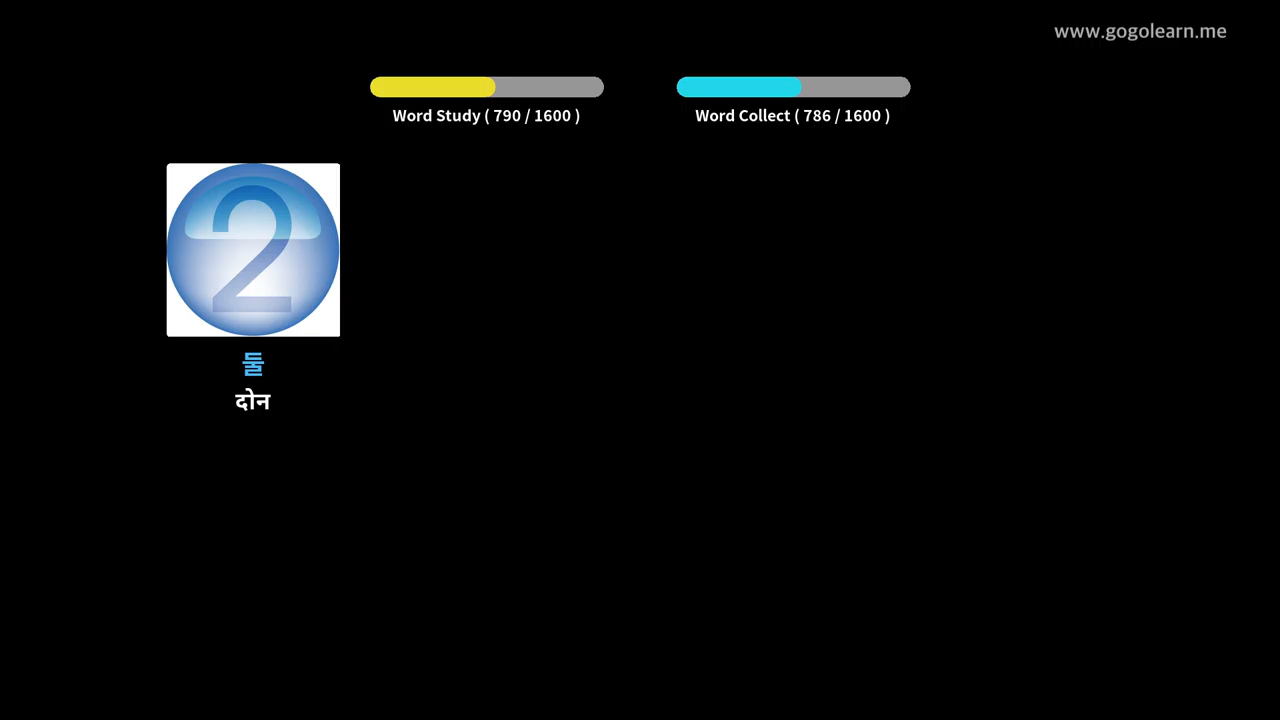 www.gogolearn.me
Word Study ( 790 / 1600 )
Word Collect ( 786 / 1600 )
2
둘
दोन